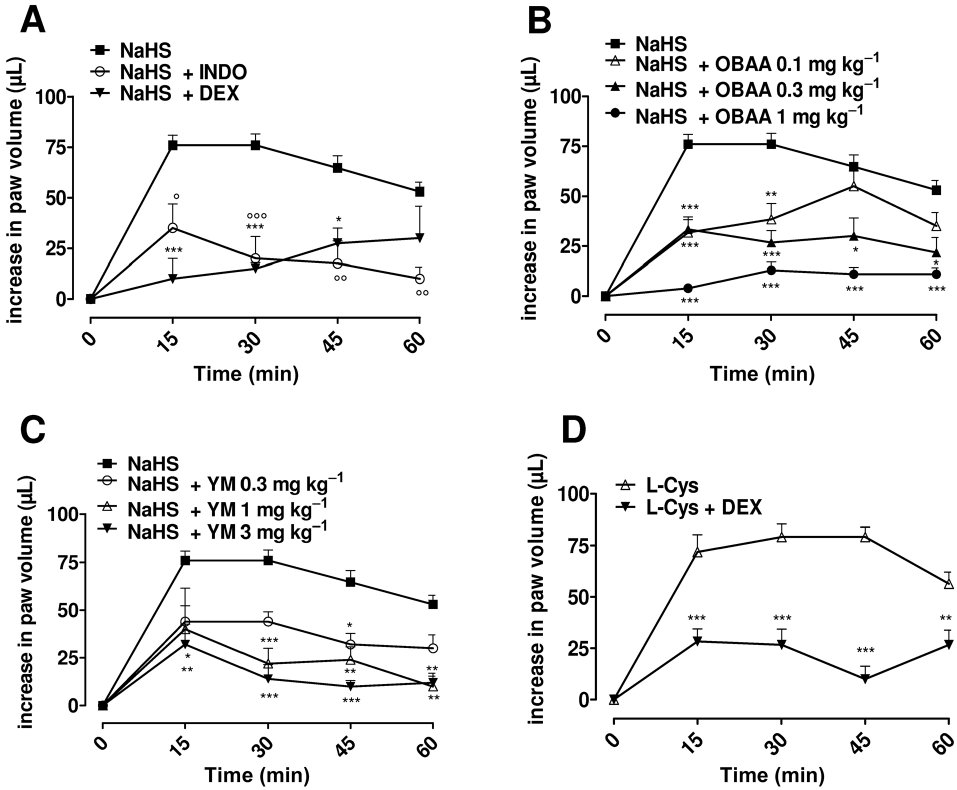 A
NaHS
NaHS + INDO
NaHS + DEX
increase in paw volume (µL)
100
75
50
25
0
°
***
°°°
***
*
°°
°°
0
15
30
45
60
Time (min)
B
NaHS
NaHS + OBAA 0.1 mg kg⁻¹
NaHS + OBAA 0.3 mg kg⁻¹
NaHS + OBAA 1 mg kg⁻¹
increase in paw volume (µL)
100
75
50
25
0
***
***
***
**
***
***
*
***
*
***
0
15
30
45
60
Time (min)
C
NaHS
NaHS + YM 0.3 mg kg⁻¹
NaHS + YM 1 mg kg⁻¹
NaHS + YM 3 mg kg⁻¹
increase in paw volume (µL)
100
75
50
25
0
*
**
***
***
*
**
***
**
**
0
15
30
45
60
Time (min)
D
L-Cys
L-Cys + DEX
increase in paw volume (µL)
100
75
50
25
0
***
***
***
**
0
15
30
45
60
Time (min)